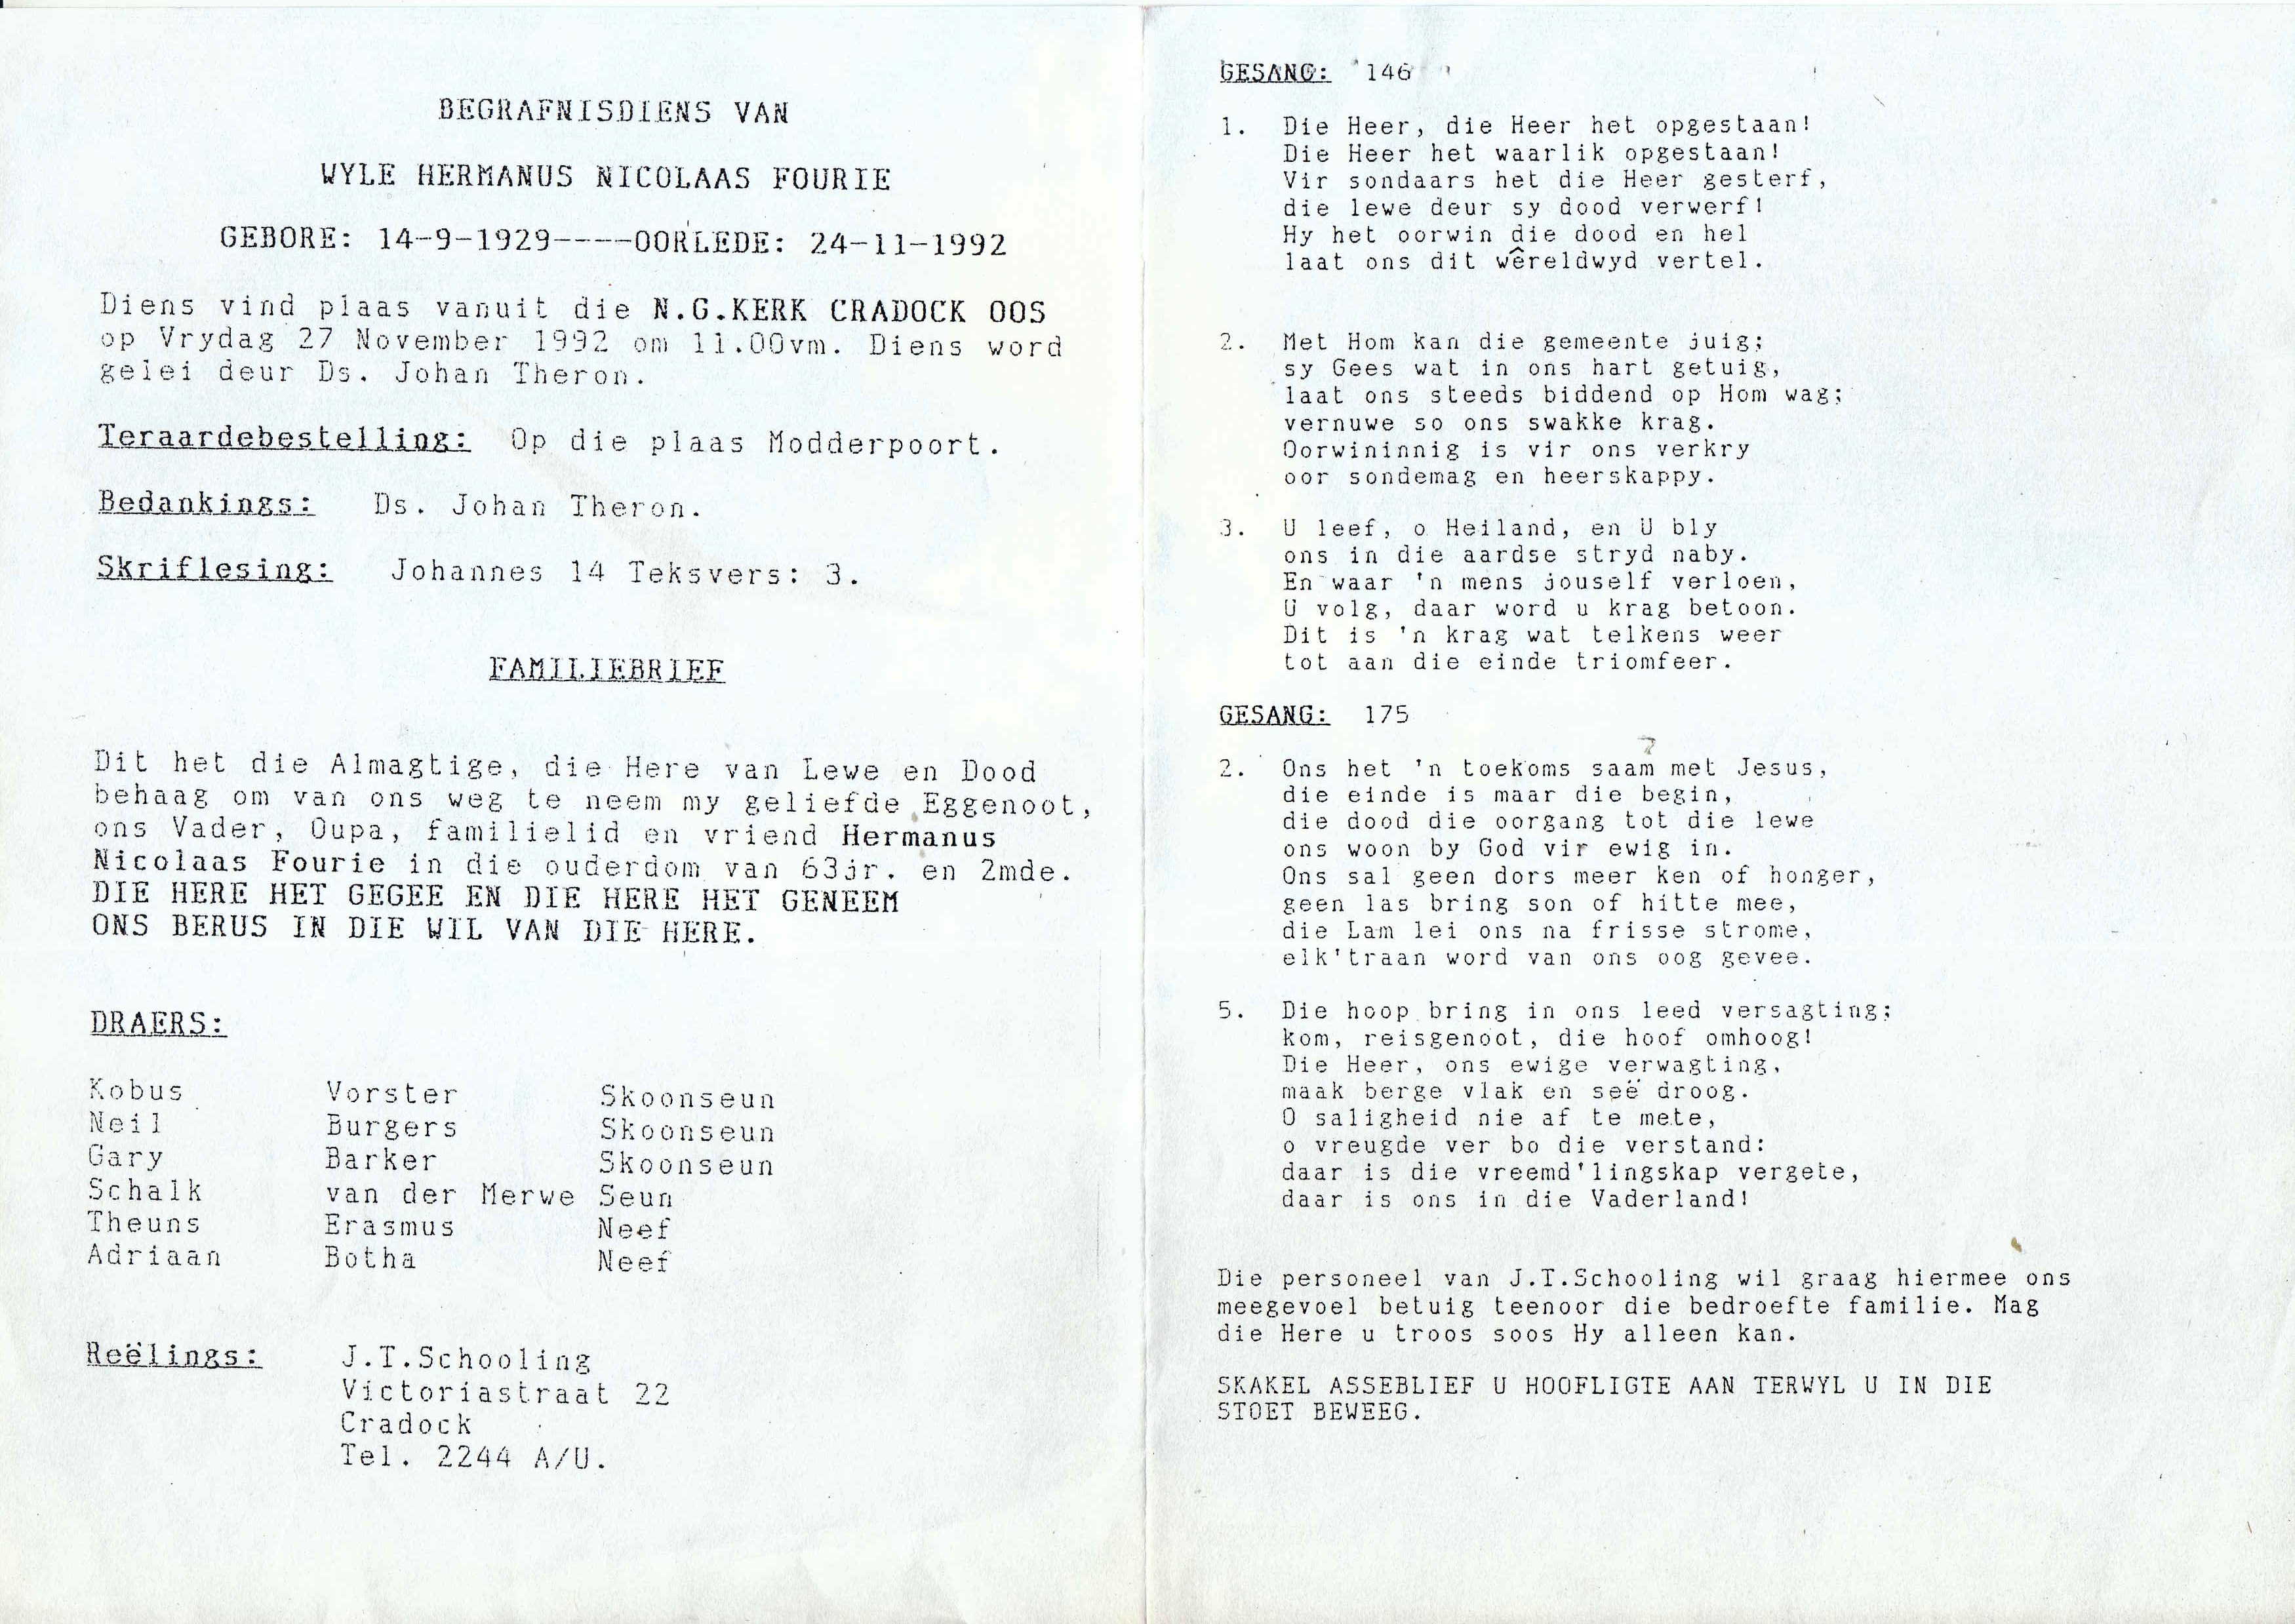 BEGRAFNISDIENS VAN
WYLE HERMANUS NICOLAAS FOURIE
GEBORE: 14-9-1929----OORLEDE: 24-11-1992
Diens vind plaas vanuit die N.G.KERK CRADOCK OOS
op Vrydag 27 November 1992 om 11.00vm. Diens word
gelei deur Ds. Johan Theron.
Teraardebestelling: Op die plaas Modderpoort.
Bedankings: Ds. Johan Theron.
Skriflesing: Johannes 14 Teksvers: 3.
FAMILIEBRIEF
Dit het die Almagtige, die Here van Lewe en Dood
behaag om van ons weg te neem my geliefde Eggenoot,
ons Vader, Oupa, familielid en vriend Hermanus
Nicolaas Fourie in die ouderdom van 63jr. en 2mde.
DIE HERE HET GEGEE EN DIE HERE HET GENEEM
ONS BERUS IN DIE WIL VAN DIE HERE.
DRAERS:
Kobus Vorster Skoonseun
Neil Burgers Skoonseun
Gary Barker Skoonseun
Schalk van der Merwe Seun
Theuns Erasmus Neef
Adriaan Botha Neef
Reëlings: J.T.Schooling
Victoriastraat 22
Cradock
Tel. 2244 A/U.
GESANG: 146
1. Die Heer, die Heer het opgestaan!
Die Heer het waarlik opgestaan!
Vir sondaars het die Heer gesterf,
die lewe deur sy dood verwerf!
Hy het oorwin die dood en hel
laat ons dit wêreldwyd vertel.
2. Met Hom kan die gemeente juig;
sy Gees wat in ons hart getuig,
laat ons steeds biddend op Hom wag;
vernuwe so ons swakke krag.
Oorwininnig is vir ons verkry
oor sondemag en heerskappy.
3. U leef, o Heiland, en U bly
ons in die aardse stryd naby.
En waar 'n mens jouself verloen,
U volg, daar word u krag betoon.
Dit is 'n krag wat telkens weer
tot aan die einde triomfeer.
GESANG: 175
2. Ons het 'n toekoms saam met Jesus,
die einde is maar die begin,
die dood die oorgang tot die lewe
ons woon by God vir ewig in.
Ons sal geen dors meer ken of honger,
geen las bring son of hitte mee,
die Lam lei ons na frisse strome,
elk'traan word van ons oog gevee.
5. Die hoop bring in ons leed versagting;
kom, reisgenoot, die hoof omhoog!
Die Heer, ons ewige verwagting,
maak berge vlak en seë droog.
O saligheid nie af te mete,
o vreugde ver bo die verstand:
daar is die vreemd'lingskap vergete,
daar is ons in die Vaderland!
Die personeel van J.T.Schooling wil graag hiermee ons
meegevoel betuig teenoor die bedroefte familie. Mag
die Here u troos soos Hy alleen kan.
SKAKEL ASSEBLIEF U HOOFLIGTE AAN TERWYL U IN DIE
STOET BEWEEG.